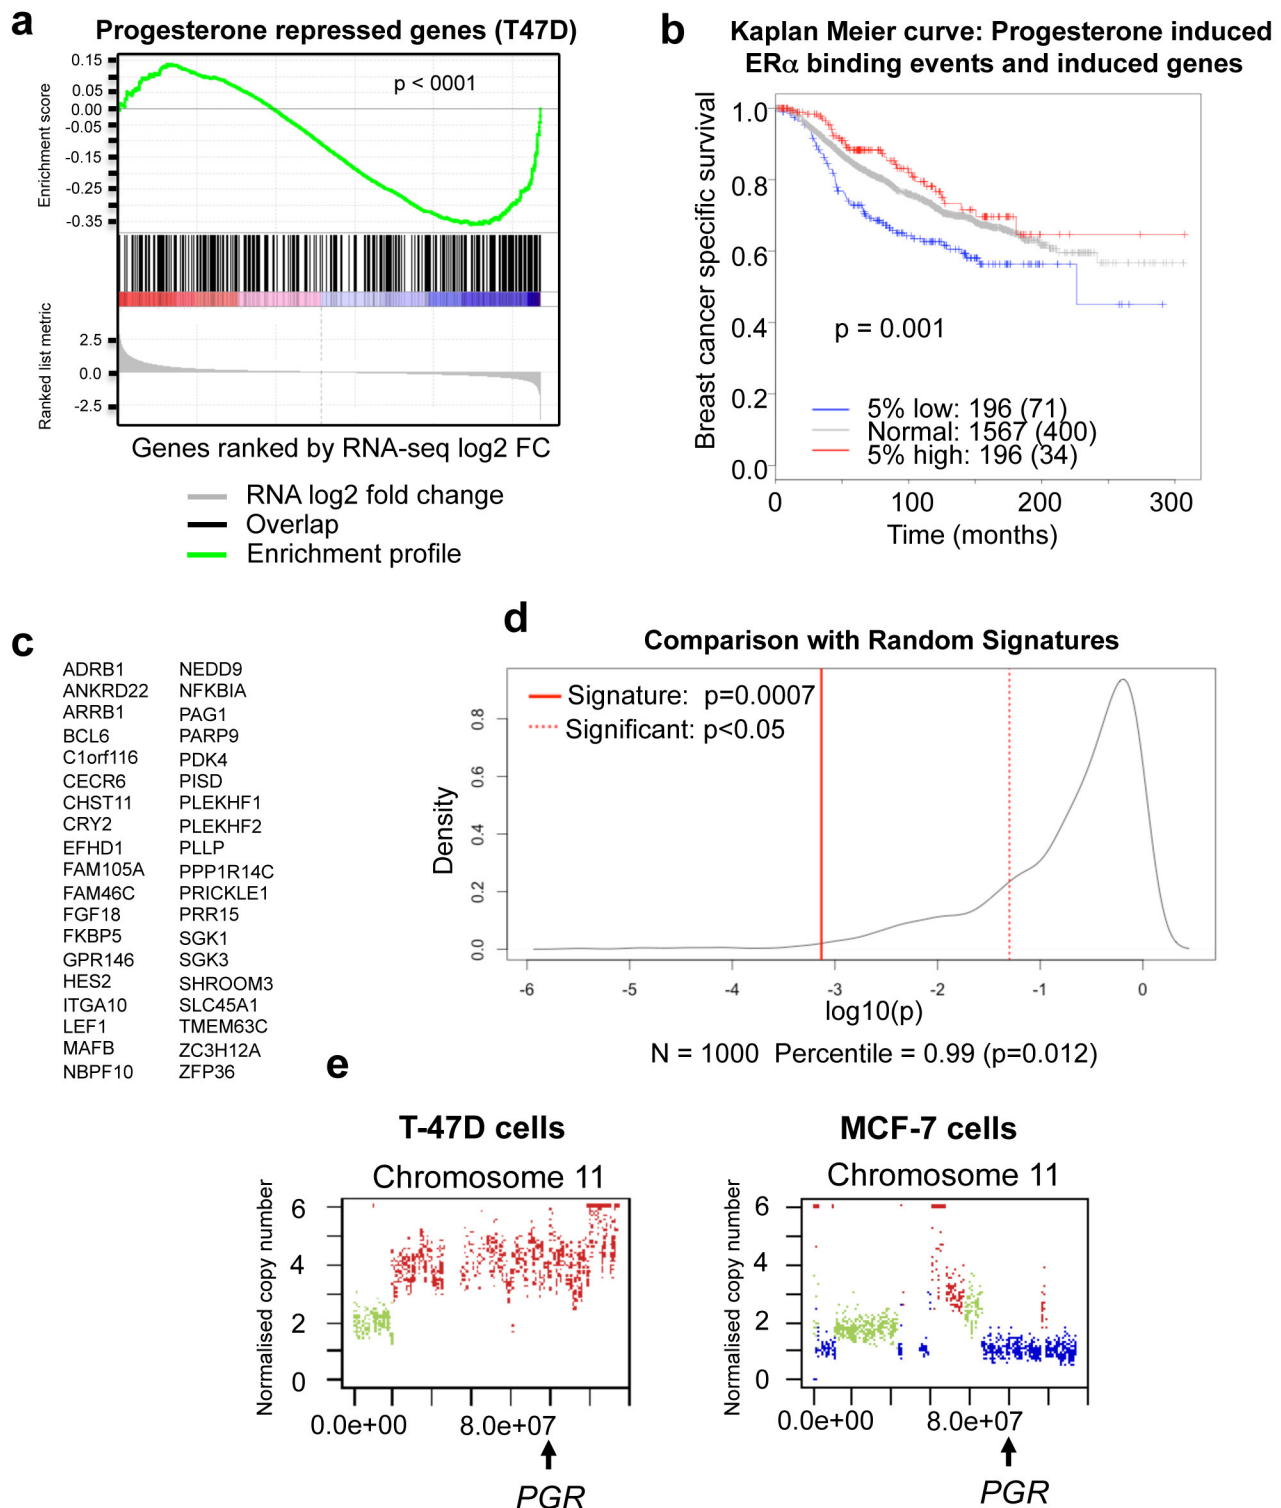 a
Progesterone repressed genes (T47D)
Enrichment score
0.15
0.05
0.00
-0.05
-0.15
-0.25
-0.35
p < 0001
Ranked list metric
2.5
0.0
-2.5
Genes ranked by RNA-seq log2 FC
RNA log2 fold change
Overlap
Enrichment profile
b
Kaplan Meier curve: Progesterone induced
ERα binding events and induced genes
Breast cancer specific survival
1.0
0.8
0.6
0.4
0.2
0.0
p = 0.001
5% low: 196 (71)
Normal: 1567 (400)
5% high: 196 (34)
0 100 200 300
Time (months)
c
ADRB1 NEDD9
ANKRD22 NFKBIA
ARRB1 PAG1
BCL6 PARP9
C1orf116 PDK4
CECR6 PISD
CHST11 PLEKHF1
CRY2 PLEKHF2
EFHD1 PLLP
FAM105A PPP1R14C
FAM46C PRICKLE1
FGF18 PRR15
FKBP5 SGK1
GPR146 SGK3
HES2 SHROOM3
ITGA10 SLC45A1
LEF1 TMEM63C
MAFB ZC3H12A
NBPF10 ZFP36
d
Comparison with Random Signatures
Signature: p=0.0007
Significant: p<0.05
Density
0.8
0.6
0.4
0.2
0.0
-6 -5 -4 -3 -2 -1 0
log10(p)
N = 1000 Percentile = 0.99 (p=0.012)
e
T-47D cells
Chromosome 11
Normalised copy number
6
4
2
0
0.0e+00 8.0e+07
PGR
MCF-7 cells
Chromosome 11
Normalised copy number
6
4
2
0
0.0e+00 8.0e+07
PGR